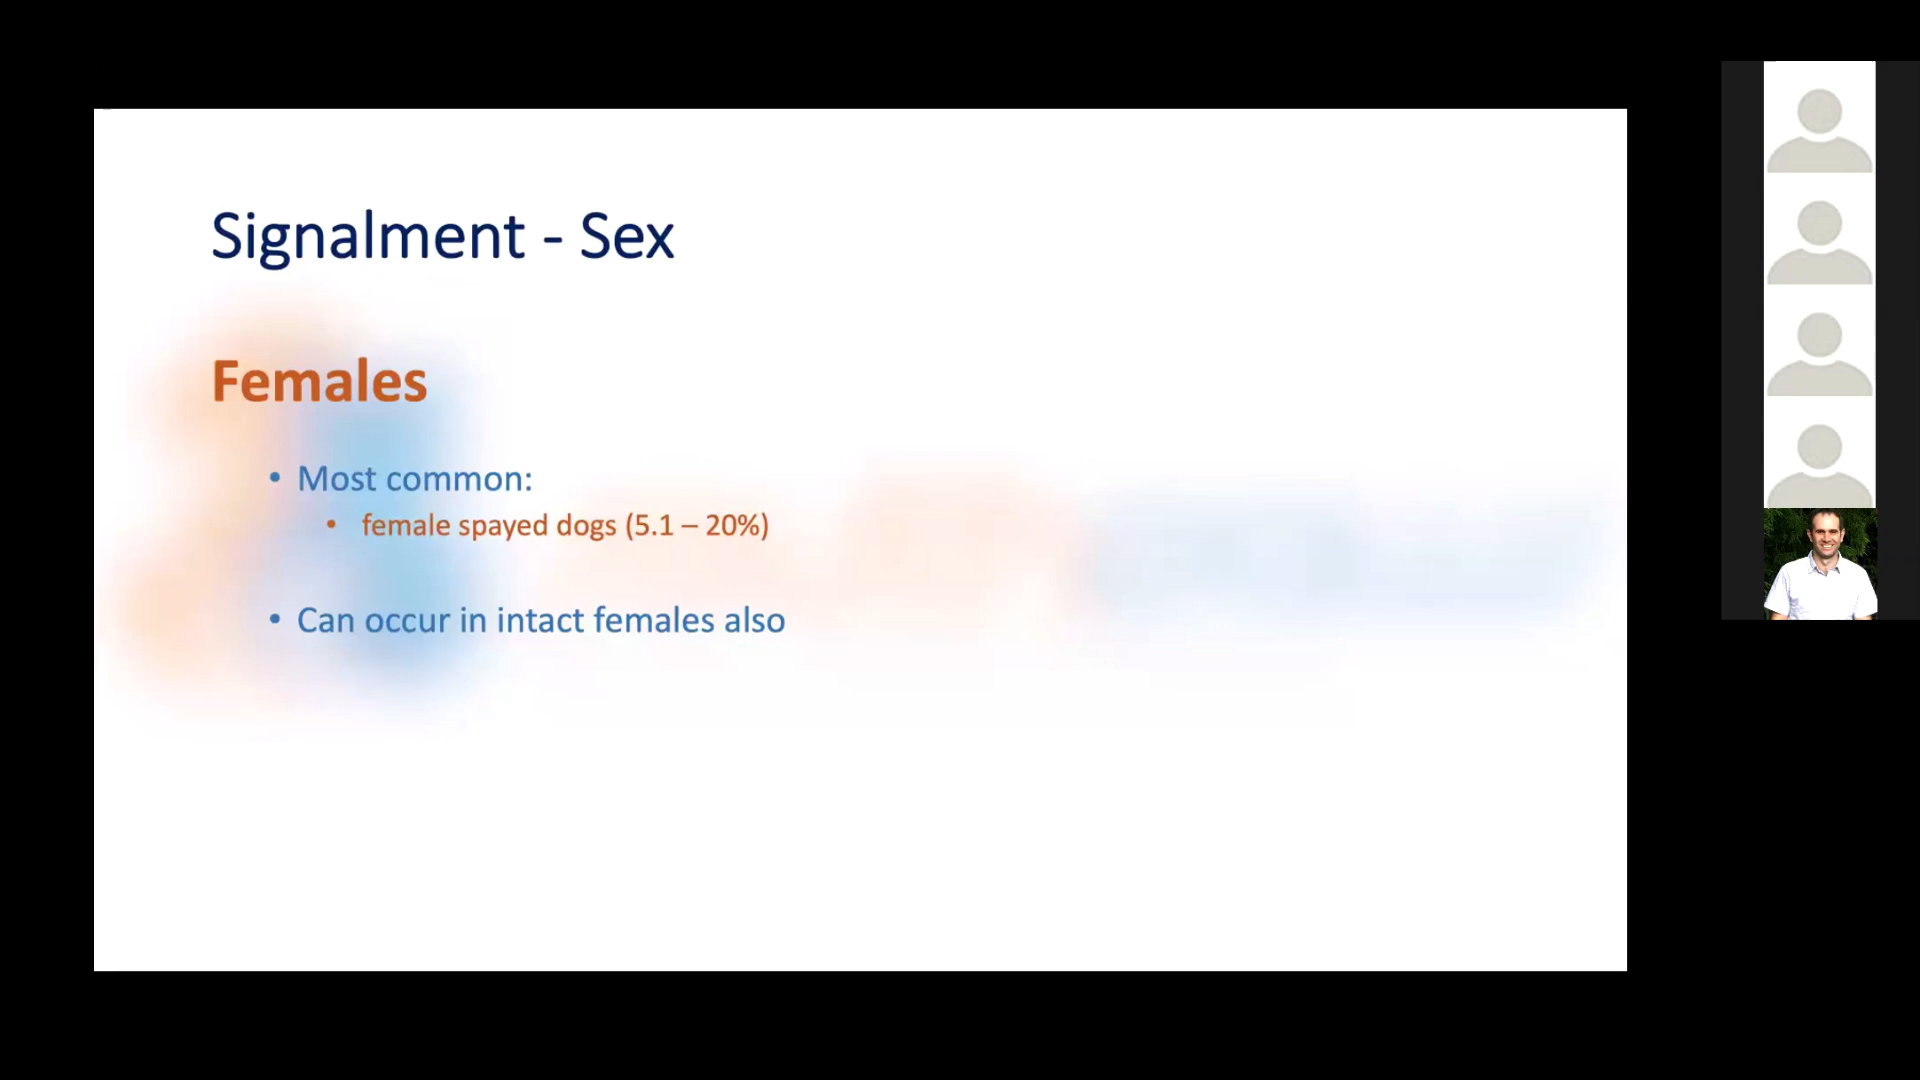 Signalment - Sex
Females
• Most common:
• female spayed dogs (5.1 – 20%)
• Can occur in intact females also